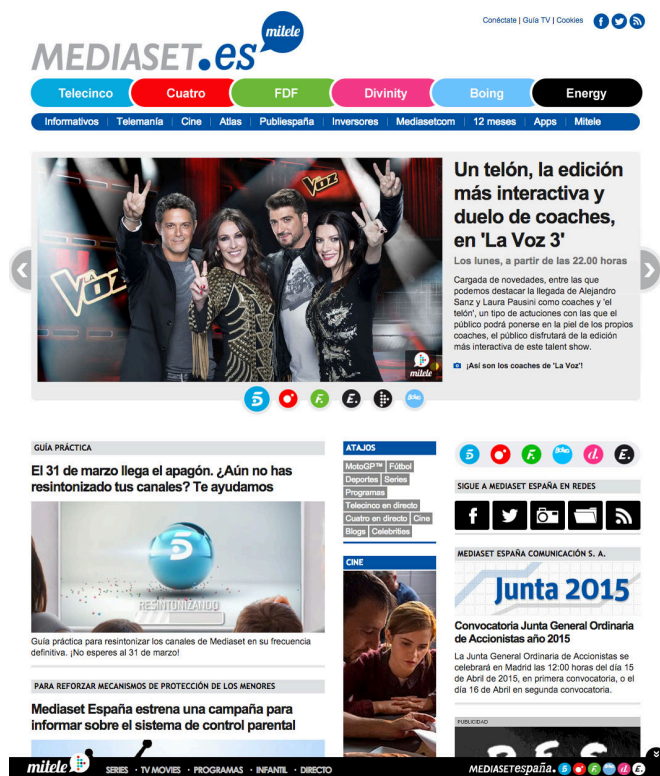 Conéctate | Guía TV | Cookies
mitele
MEDIASET.es
Telecinco Cuatro FDF Divinity Boing Energy
Informativos Telemanía Cine Atlas Publiespaña Inversores Mediasetcom 12 meses Apps Mitele
Voz
LA
VOZ
mitele
Un telón, la edición
más interactiva y
duelo de coaches,
en 'La Voz 3'
Los lunes, a partir de las 22.00 horas
Cargada de novedades, entre las que
podemos destacar la llegada de Alejandro
Sanz y Laura Pausini como coaches y 'el
telón', un tipo de actuciones con las que el
público podrá ponerse en la piel de los propios
coaches, el público disfrutará de la edición
más interactiva de este talent show.
¡Así son los coaches de 'La Voz'!
5 F. E. Boing
GUÍA PRÁCTICA
El 31 de marzo llega el apagón. ¿Aún no has
resintonizado tus canales? Te ayudamos
5
RESINTONIZANDO
Guía práctica para resintonizar los canales de Mediaset en su frecuencia
definitiva. ¡No esperes al 31 de marzo!
PARA REFORZAR MECANISMOS DE PROTECCIÓN DE LOS MENORES
Mediaset España estrena una campaña para
informar sobre el sistema de control parental
ATAJOS
MotoGP™ Fútbol
Deportes Series
Programas
Telecinco en directo
Cuatro en directo Cine
Blogs Celebrities
CINE
5 F. Boing d. E.
SIGUE A MEDIASET ESPAÑA EN REDES
MEDIASET ESPAÑA COMUNICACIÓN S. A.
Junta 2015
Convocatoria Junta General Ordinaria
de Accionistas año 2015
La Junta General Ordinaria de Accionistas se
celebrará en Madrid las 12:00 horas del día 15
de Abril de 2015, en primera convocatoria, o el
día 16 de Abril en segunda convocatoria.
PUBLICIDAD
mitele SERIES · TV MOVIES · PROGRAMAS · INFANTIL · DIRECTO MEDIASETespaña. 5 F. d. E.